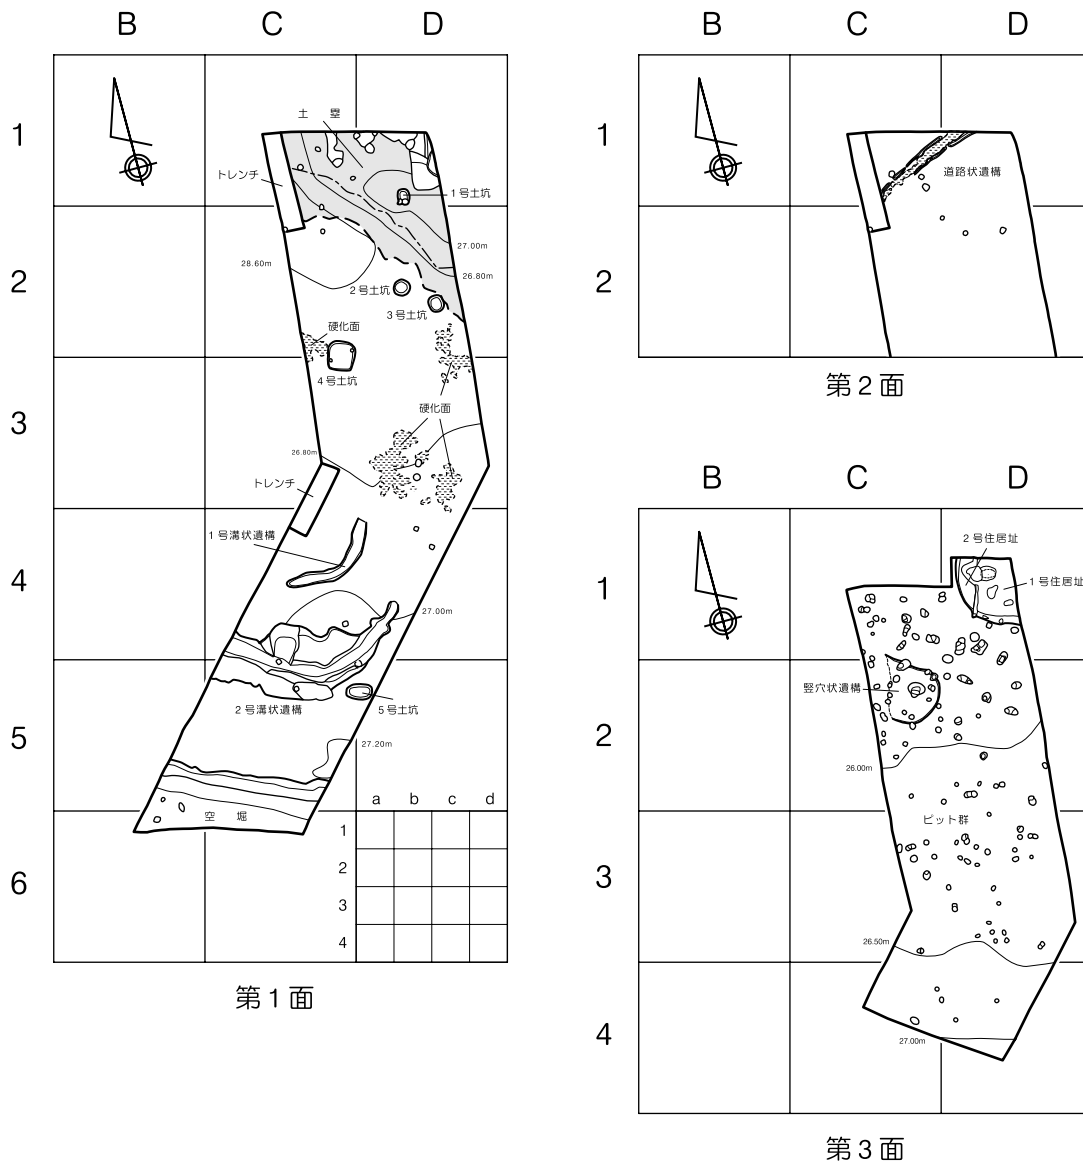 B C D
1
2
3
4
5
6
土 塁
トレンチ
1号土坑
27.00m
26.80m
28.60m
2号土坑
3号土坑
硬化面
4号土坑
硬化面
26.80m
トレンチ
1号溝状遺構
27.00m
2号溝状遺構
5号土坑
27.20m
空 堀
a b c d
1
2
3
4
第1面
B C D
1
2
道路状遺構
第2面
B C D
1
2
3
4
2号住居址
1号住居址
竪穴状遺構
26.00m
ピット群
26.50m
27.00m
第3面